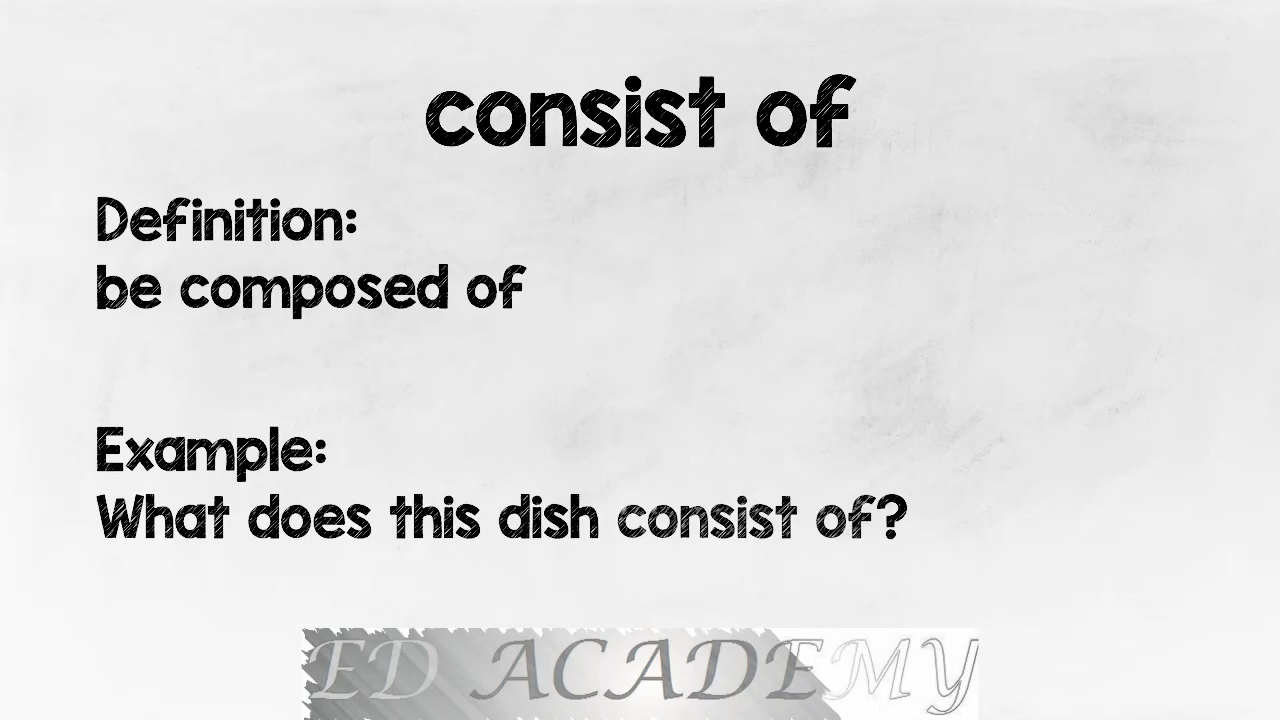 consist of
Definition:
be composed of
Example:
What does this dish consist of?
ED ACADEMY